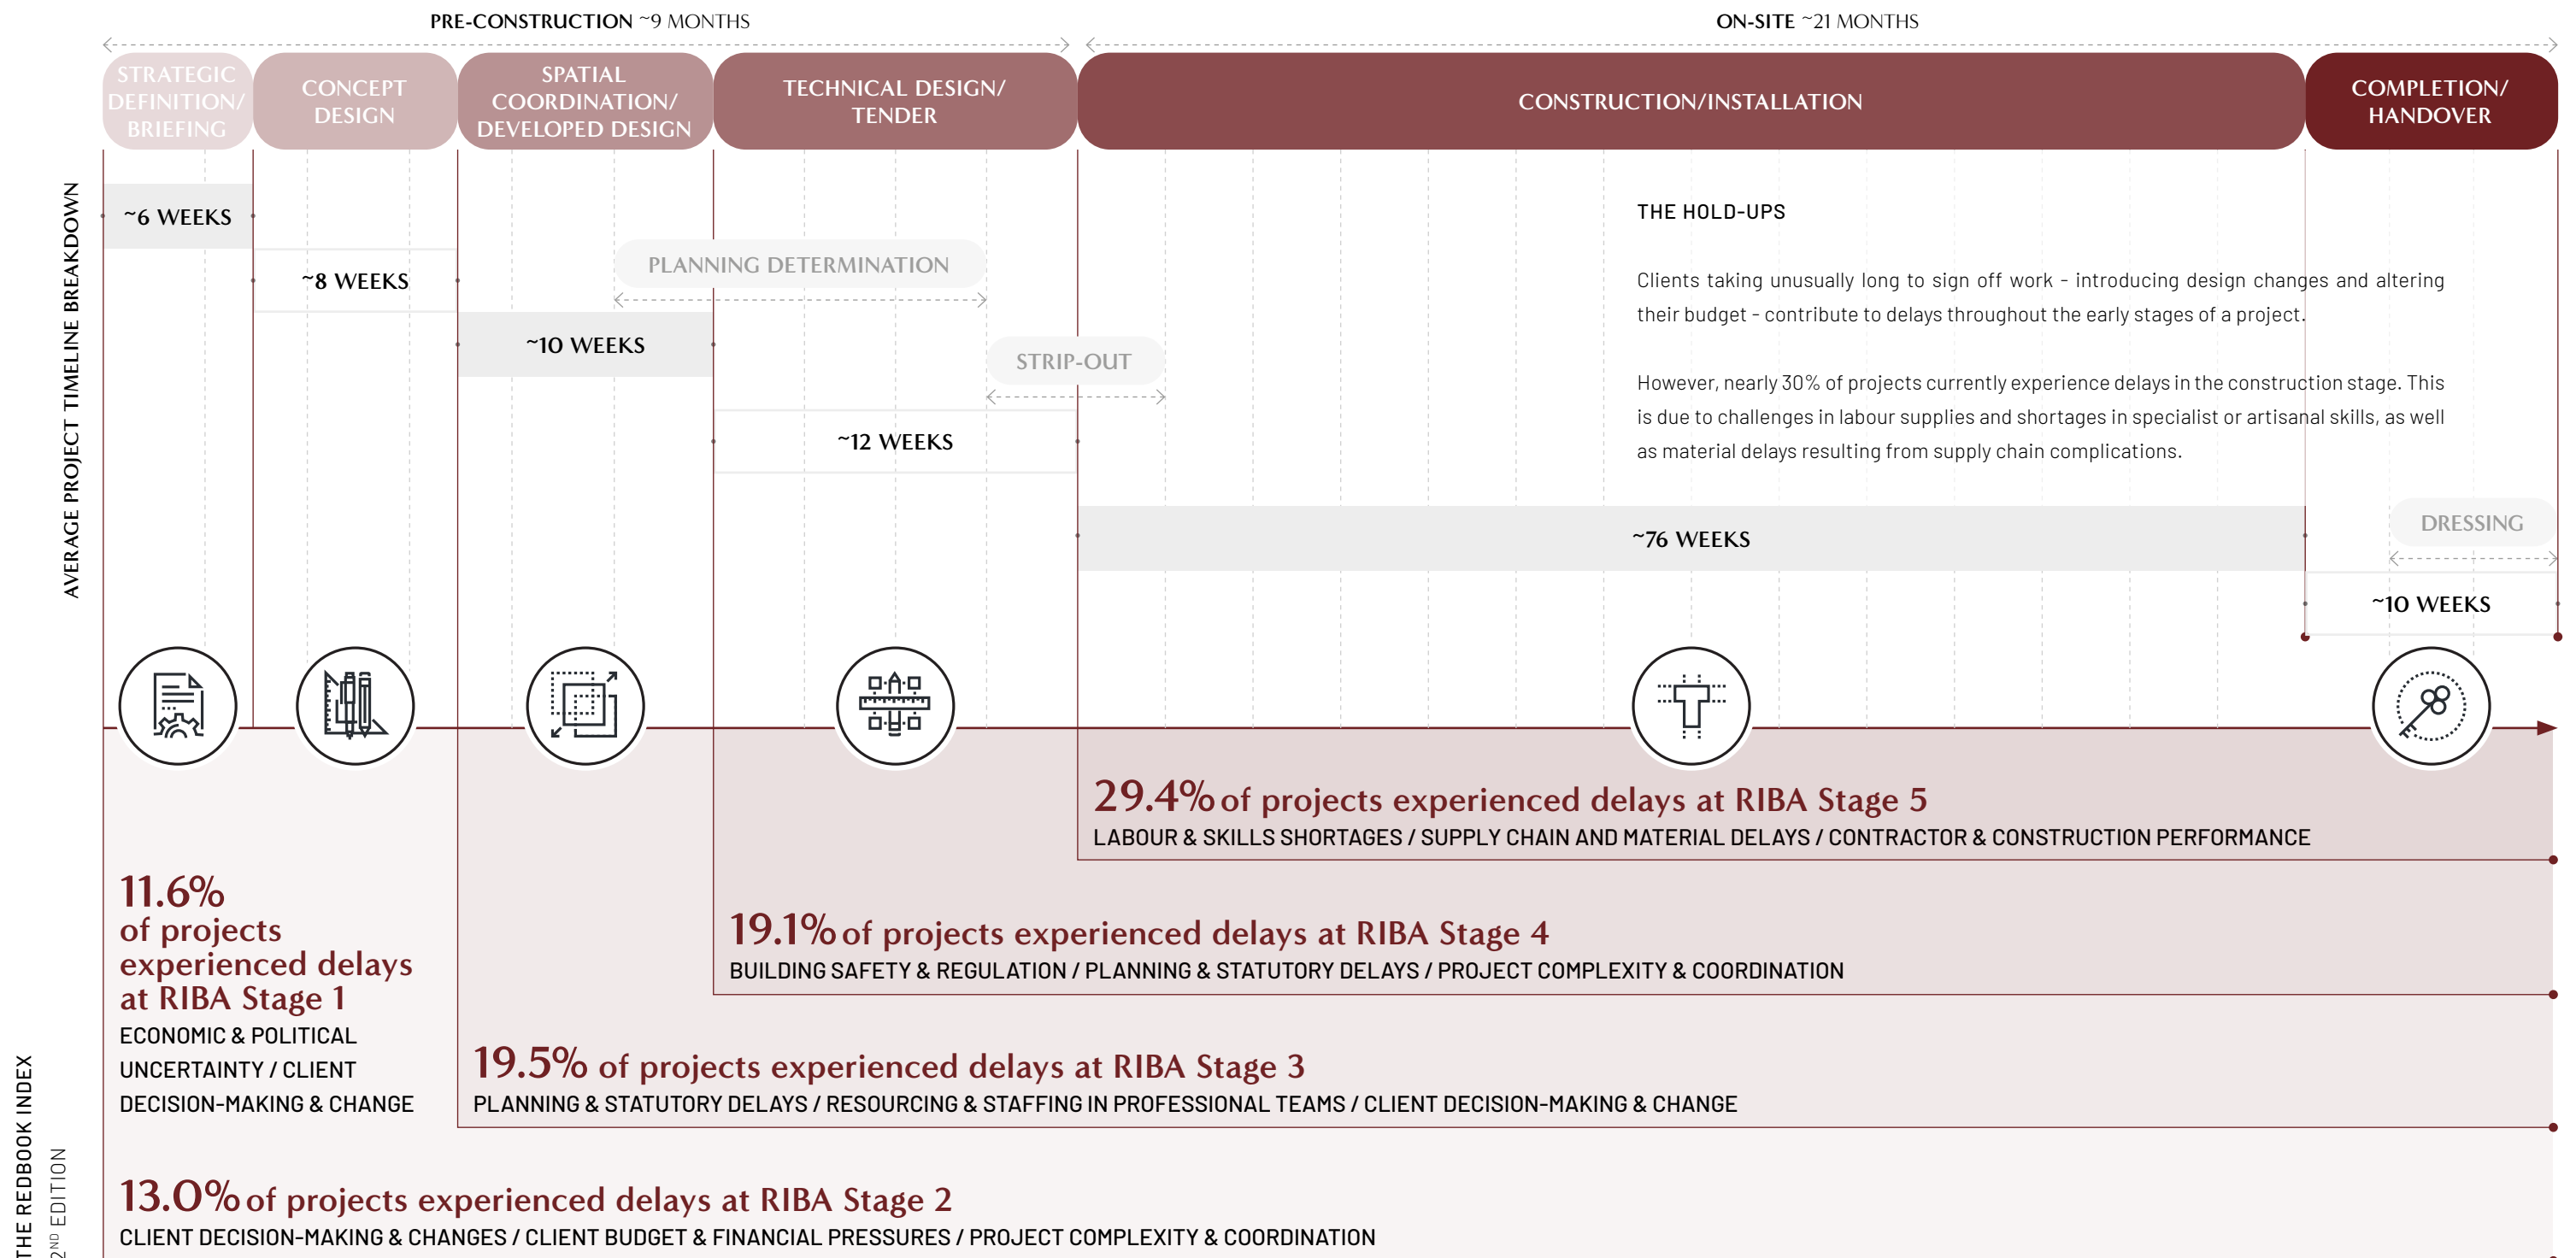 PRE-CONSTRUCTION ~9 MONTHS
ON-SITE ~21 MONTHS
STRATEGIC
DEFINITION/
BRIEFING
CONCEPT
DESIGN
SPATIAL
COORDINATION/
DEVELOPED DESIGN
TECHNICAL DESIGN/
TENDER
CONSTRUCTION/INSTALLATION
COMPLETION/
HANDOVER
AVERAGE PROJECT TIMELINE BREAKDOWN
~6 WEEKS
~8 WEEKS
PLANNING DETERMINATION
~10 WEEKS
STRIP-OUT
~12 WEEKS
THE HOLD-UPS
Clients taking unusually long to sign off work - introducing design changes and altering
their budget - contribute to delays throughout the early stages of a project.
However, nearly 30% of projects currently experience delays in the construction stage. This
is due to challenges in labour supplies and shortages in specialist or artisanal skills, as well
as material delays resulting from supply chain complications.
~76 WEEKS
DRESSING
~10 WEEKS
29.4% of projects experienced delays at RIBA Stage 5
LABOUR & SKILLS SHORTAGES / SUPPLY CHAIN AND MATERIAL DELAYS / CONTRACTOR & CONSTRUCTION PERFORMANCE
11.6%
of projects
experienced delays
at RIBA Stage 1
ECONOMIC & POLITICAL
UNCERTAINTY / CLIENT
DECISION-MAKING & CHANGE
19.1% of projects experienced delays at RIBA Stage 4
BUILDING SAFETY & REGULATION / PLANNING & STATUTORY DELAYS / PROJECT COMPLEXITY & COORDINATION
19.5% of projects experienced delays at RIBA Stage 3
PLANNING & STATUTORY DELAYS / RESOURCING & STAFFING IN PROFESSIONAL TEAMS / CLIENT DECISION-MAKING & CHANGE
13.0% of projects experienced delays at RIBA Stage 2
CLIENT DECISION-MAKING & CHANGES / CLIENT BUDGET & FINANCIAL PRESSURES / PROJECT COMPLEXITY & COORDINATION
THE REDBOOK INDEX
2ND EDITION